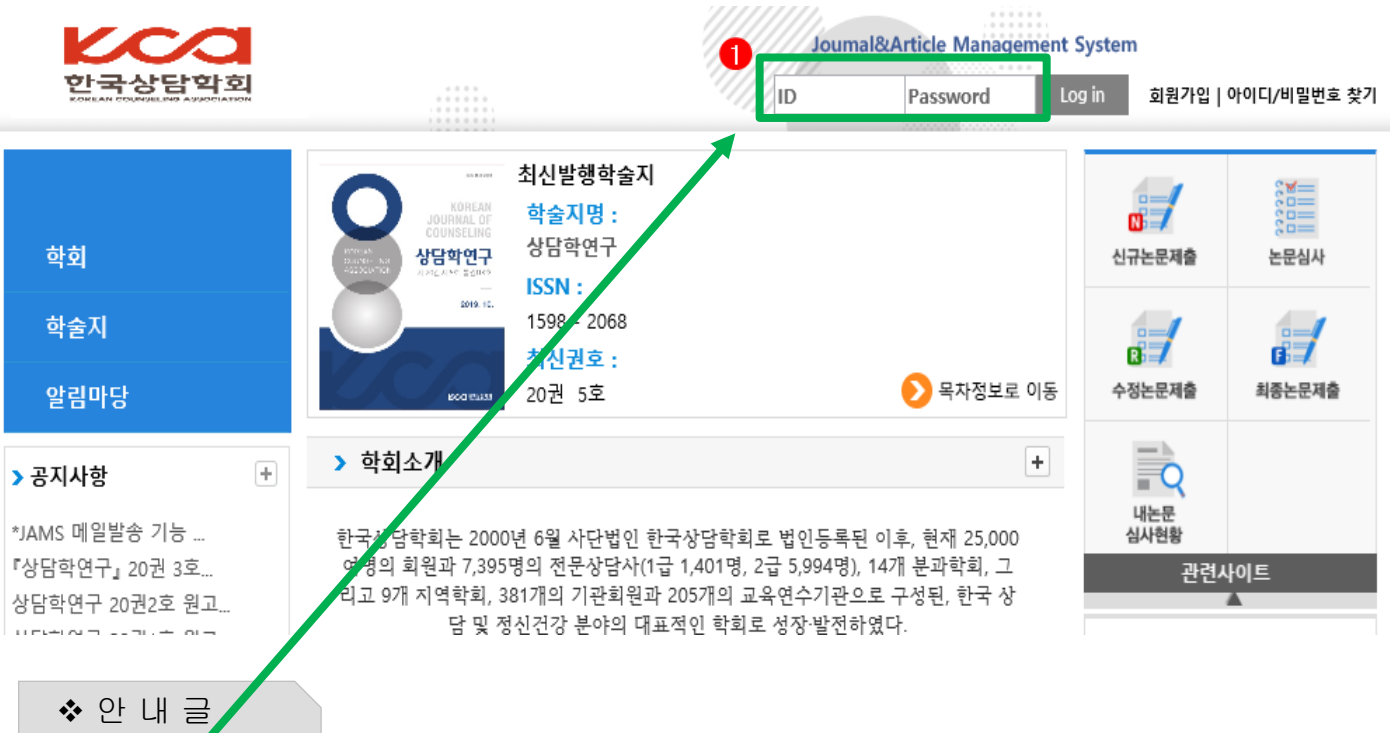 kca
한국상담학회
KOREAN COUNSELING ASSOCIATION
Joumal&Article Management System
1
ID
Password
Log in
회원가입 | 아이디/비밀번호 찾기
학회
학술지
알림마당
공지사항
*JAMS 메일발송 기능 ...
『상담학연구』 20권 3호...
상담학연구 20권2호 원고...
KOREAN
JOURNAL OF
COUNSELING
상담학연구
2019. 10.
최신발행학술지
학술지명 :
상담학연구
ISSN :
1598 - 2068
최신권호 :
20권 5호
목차정보로 이동
학회소개
한국상담학회는 2000년 6월 사단법인 한국상담학회로 법인등록된 이후, 현재 25,000
여명의 회원과 7,395명의 전문상담사(1급 1,401명, 2급 5,994명), 14개 분과학회, 그
리고 9개 지역학회, 381개의 기관회원과 205개의 교육연수기관으로 구성된, 한국 상
담 및 정신건강 분야의 대표적인 학회로 성장·발전하였다.
N
신규논문제출
논문심사
R
수정논문제출
F
최종논문제출
내논문
심사현황
관련사이트
❖ 안 내 글